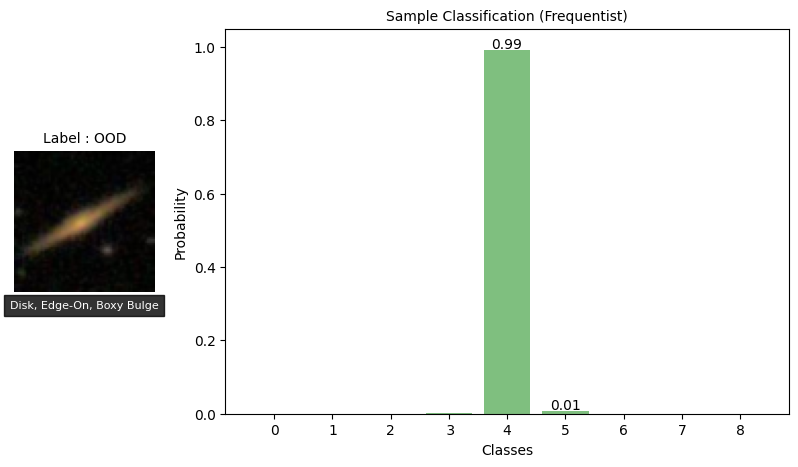 Sample Classification (Frequentist)
Label : OOD
Disk, Edge-On, Boxy Bulge
Probability
1.0
0.8
0.6
0.4
0.2
0.0
0.99
0.01
0 1 2 3 4 5 6 7 8
Classes